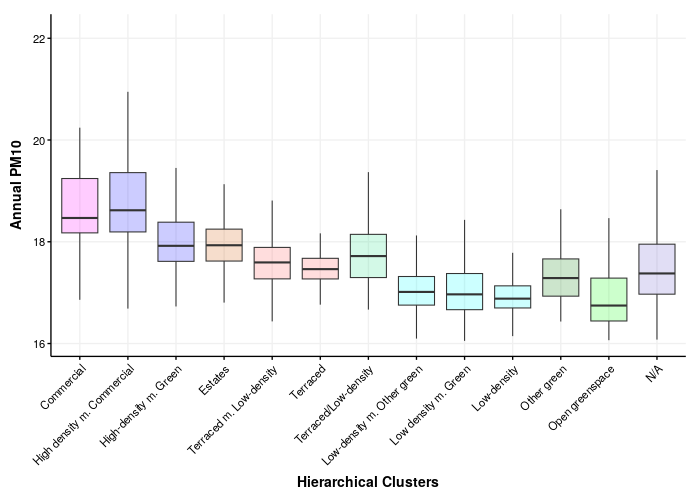 22
20
18
16
Annual PM10
Commercial
High density m. Commercial
High-density m. Green
Estates
Terraced m. Low-density
Terraced
Terraced/Low-density
Low-density m. Other green
Low density m. Green
Low-density
Other green
Open greenspace
N/A
Hierarchical Clusters